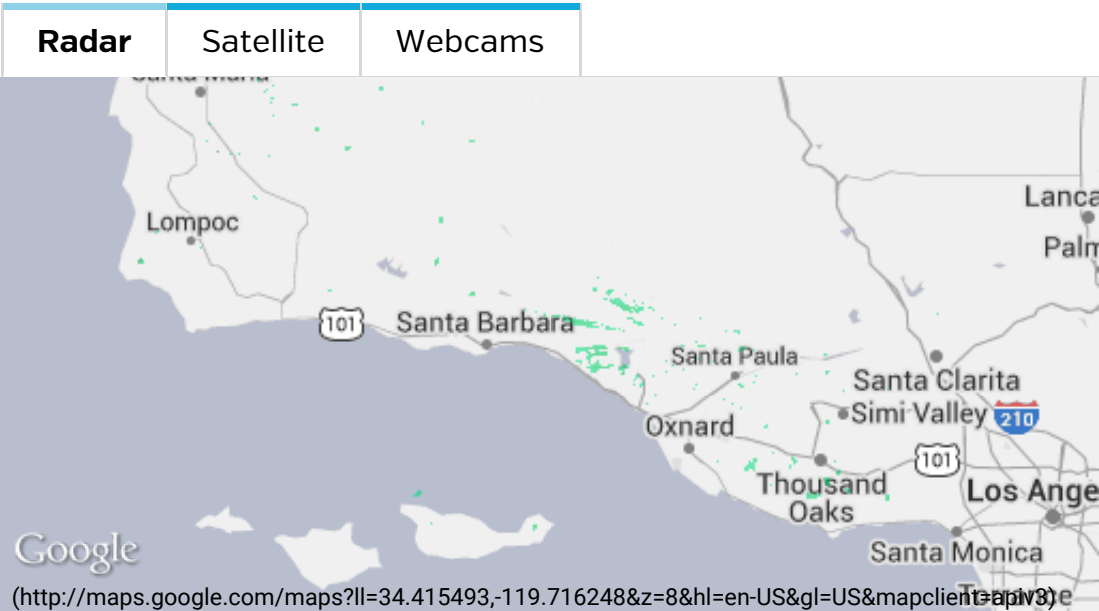 Radar Satellite Webcams
Santa Maria
Lanca
Lompoc
Palm
101
Santa Barbara
Santa Paula
Santa Clarita
Simi Valley
210
Oxnard
101
Thousand
Oaks
Los Ange
Google
Santa Monica
(http://maps.google.com/maps?ll=34.415493,-119.716248&z=8&hl=en-US&gl=US&mapclient=apiv3)